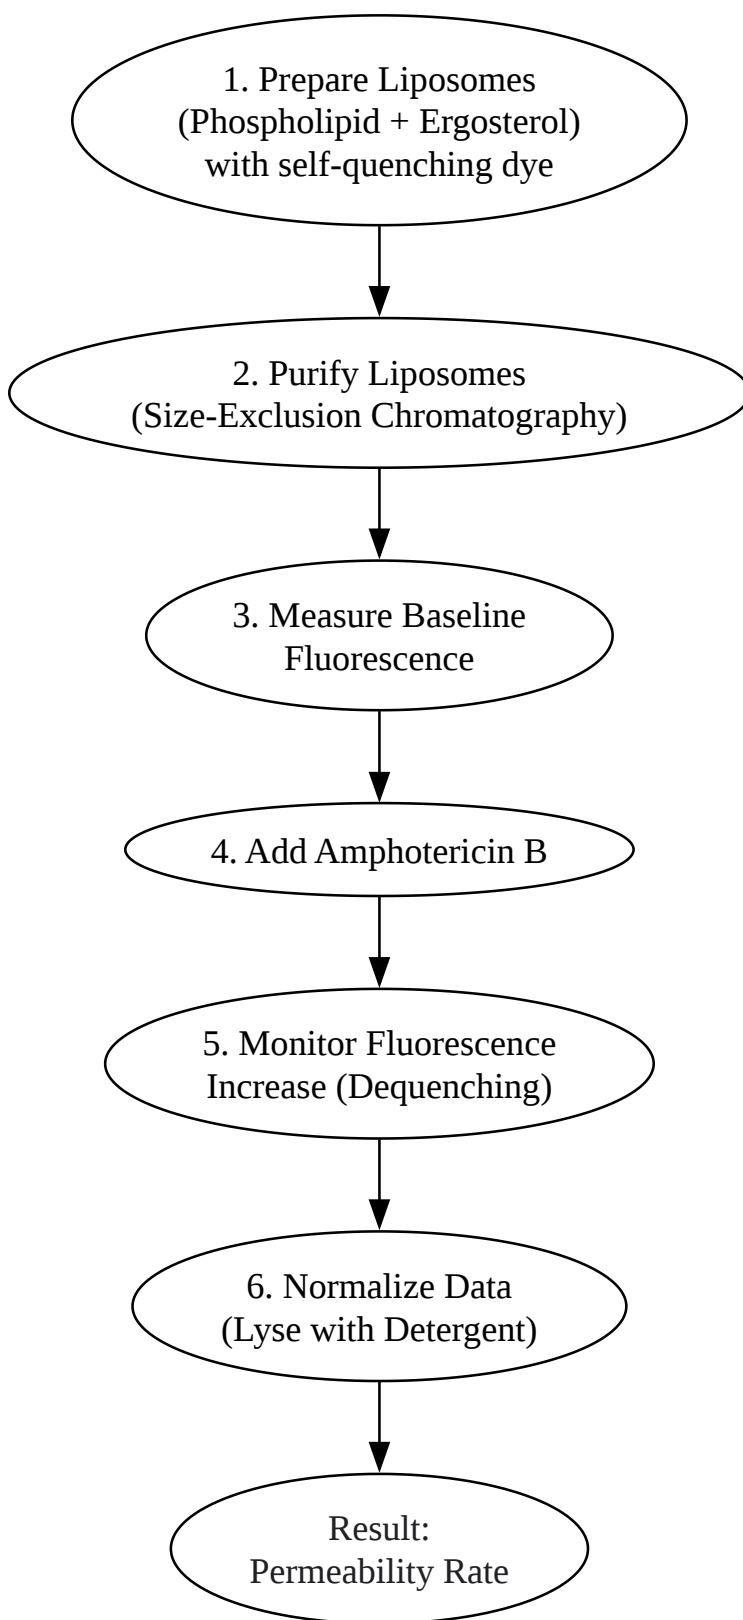 1. Prepare Liposomes
(Phospholipid + Ergosterol)
with self-quenching dye
2. Purify Liposomes
(Size-Exclusion Chromatography)
3. Measure Baseline
Fluorescence
4. Add Amphotericin B
5. Monitor Fluorescence
Increase (Dequenching)
6. Normalize Data
(Lyse with Detergent)
Result:
Permeability Rate